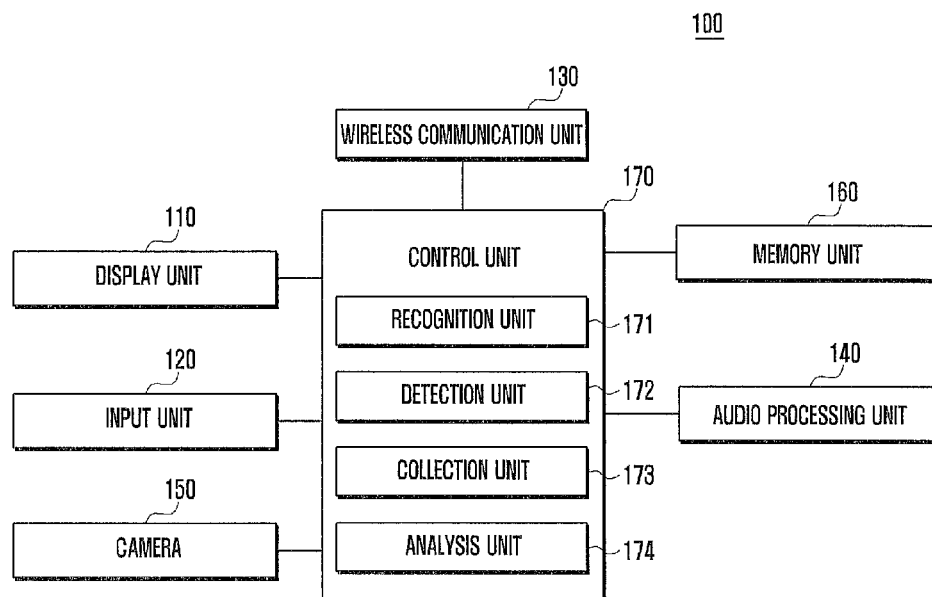 100
130
WIRELESS COMMUNICATION UNIT
170
110
160
DISPLAY UNIT
CONTROL UNIT
MEMORY UNIT
RECOGNITION UNIT
171
120
140
INPUT UNIT
DETECTION UNIT
172
AUDIO PROCESSING UNIT
COLLECTION UNIT
173
150
CAMERA
ANALYSIS UNIT
174